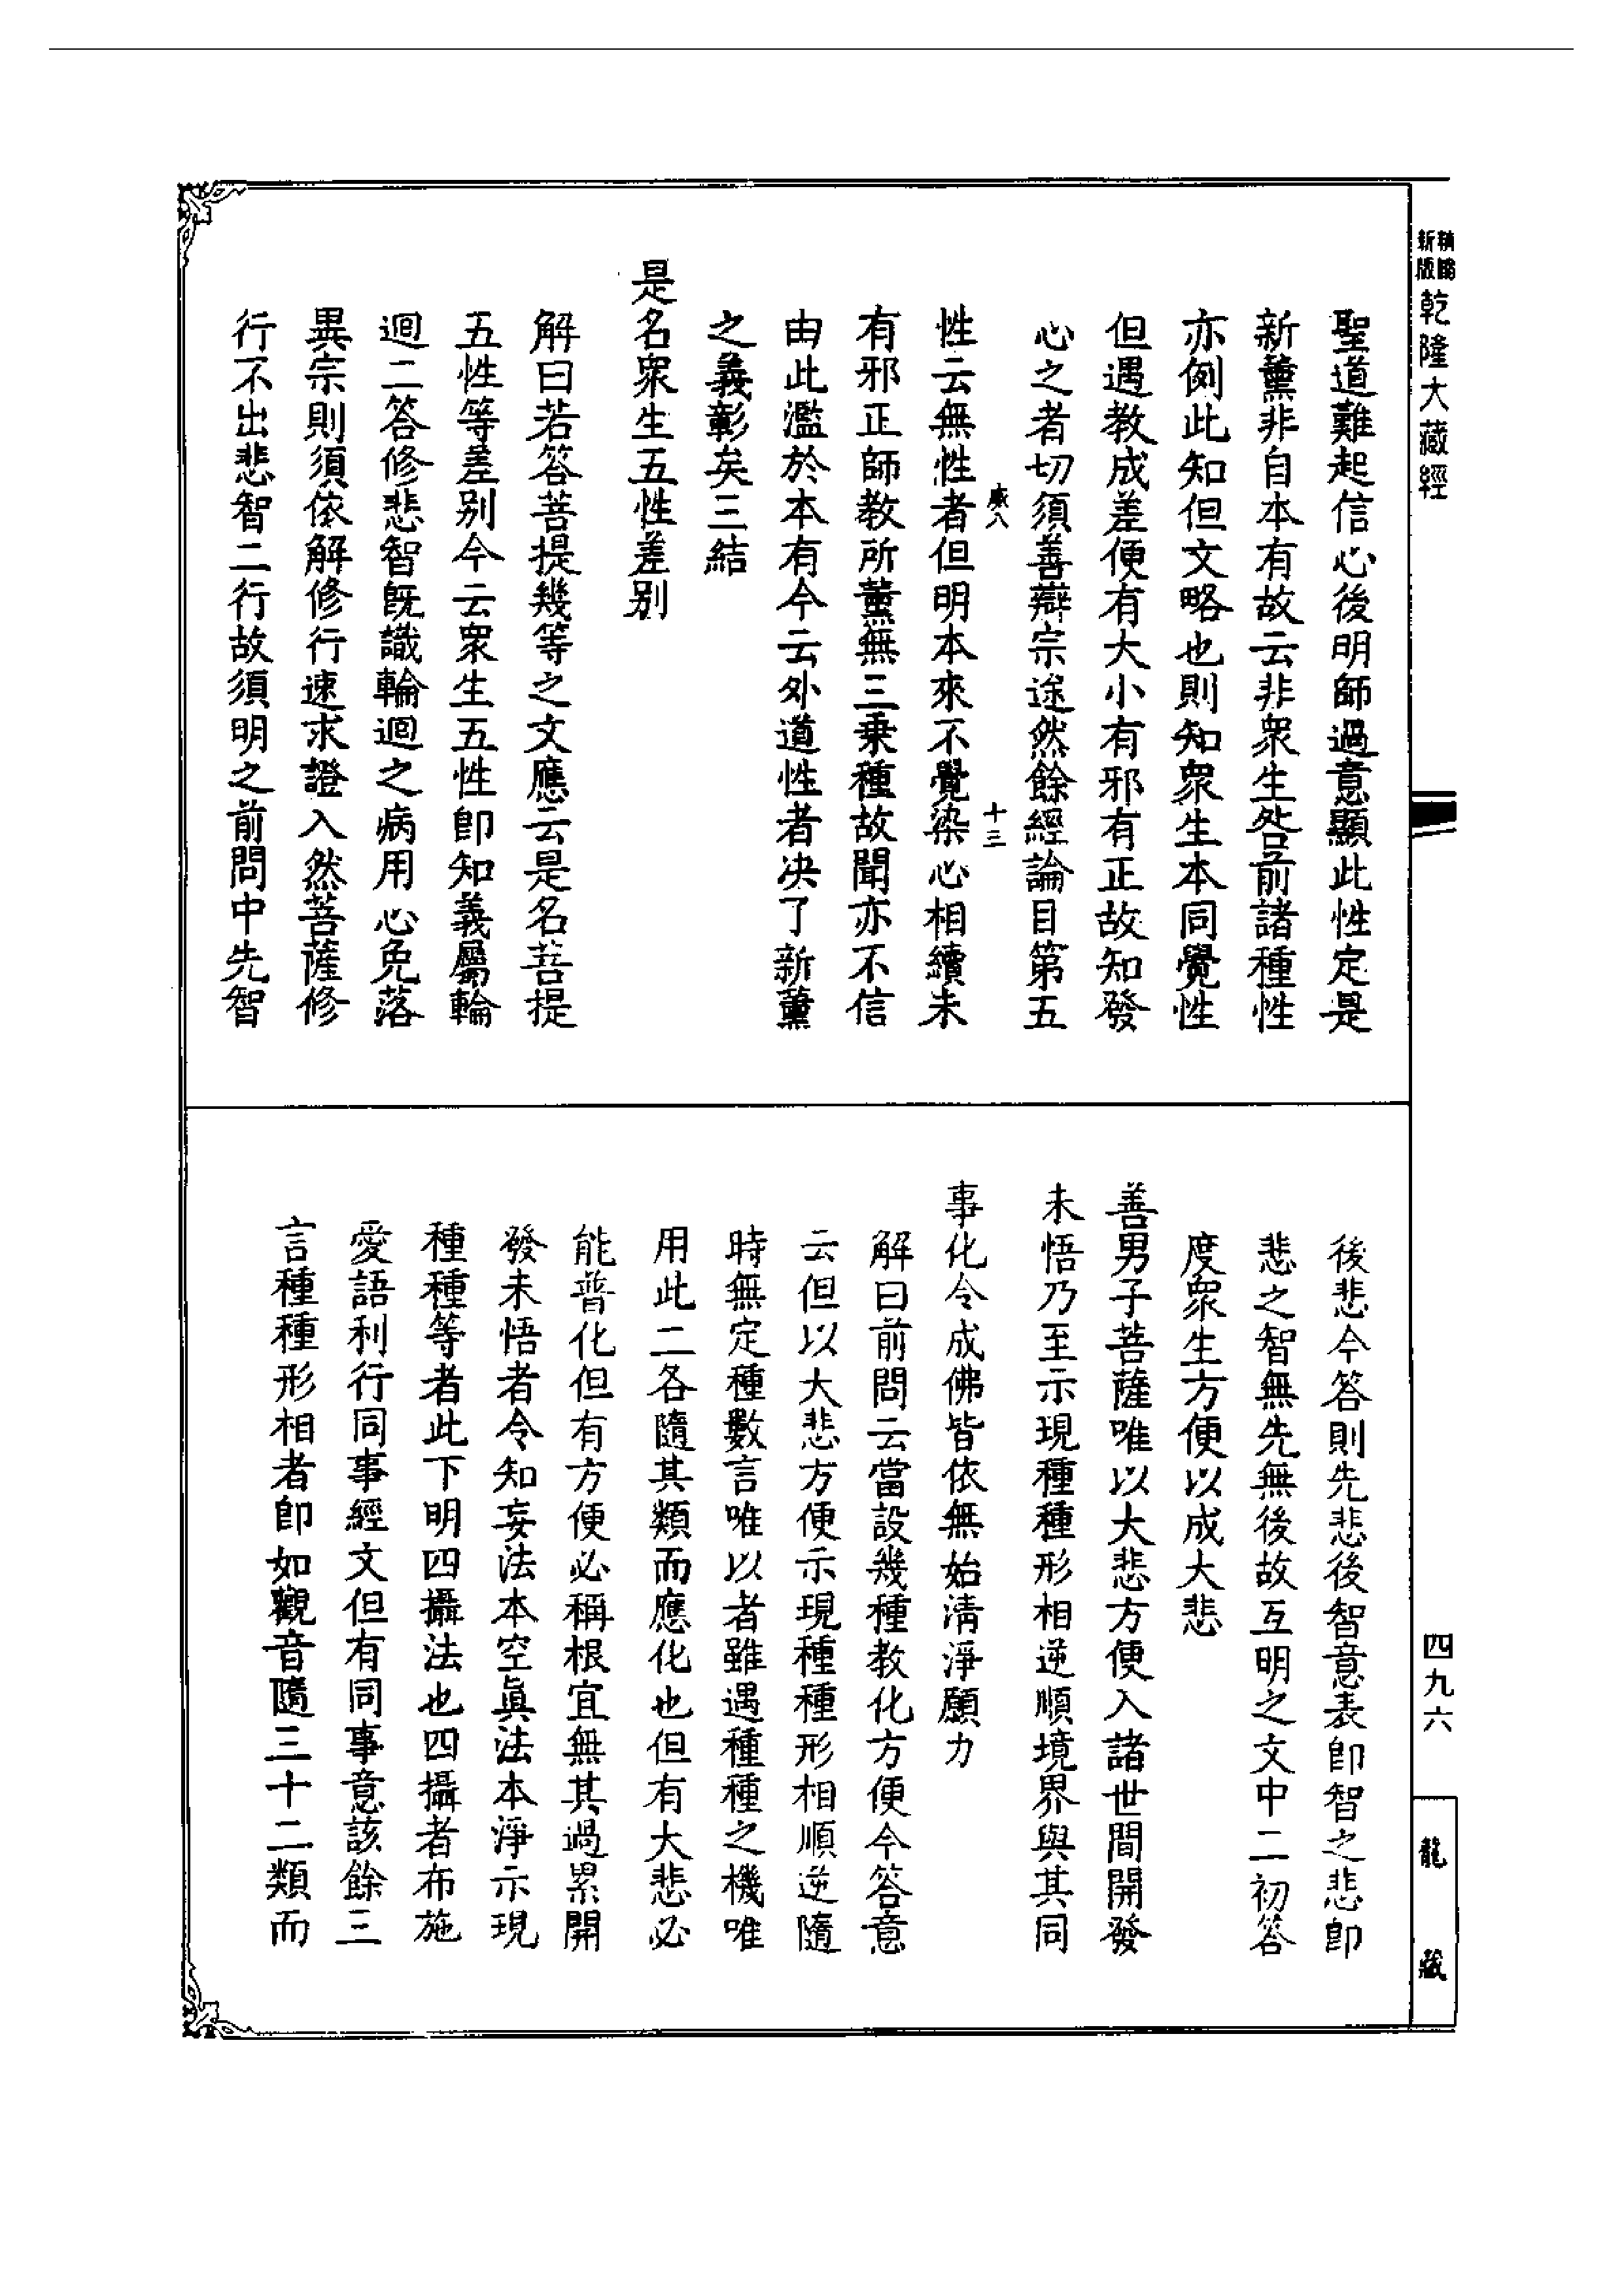 精縮新版乾隆大藏經
聖道難起信心後明師過意顯此性定是
新薰非自本有故云非眾生咎前諸種性
亦例此知但文略也則知眾生本同覺性
但遇教成差便有大小有邪有正故知發
心之者切須善辯宗途然餘經論目第五
感八 十三
性云無性者但明本來不覺染心相續未
有邪正師教所薰無三乘種故聞亦不信
由此濫於本有今云外道性者决了新薰
之義彰矣三結
是名眾生五性差別
解曰若答菩提幾等之文應云是名菩提
五性等差別今云眾生五性即知義屬輪
迴二答修悲智既識輪迴之病用心免落
異宗則須依解修行速求證入然菩薩修
行不出悲智二行故須明之前問中先智
後悲今答則先悲後智意表即智之悲即
悲之智無先無後故互明之文中二初答
度眾生方便以成大悲
善男子菩薩唯以大悲方便入諸世間開發
未悟乃至示現種種形相逆順境界與其同
事化令成佛皆依無始清淨願力
解曰前問云當設幾種教化方便今答意
云但以大悲方便示現種種形相順逆隨
時無定種數言唯以者雖遇種種之機唯
用此二各隨其類而應化也但有大悲必
能普化但有方便必稱根宜無其過累開
發未悟者令知妄法本空眞法本淨示現
種種等者此下明四攝法也四攝者布施
愛語利行同事經文但有同事意該餘三
言種種形相者即如觀音隨三十二類而
四九六
龍藏